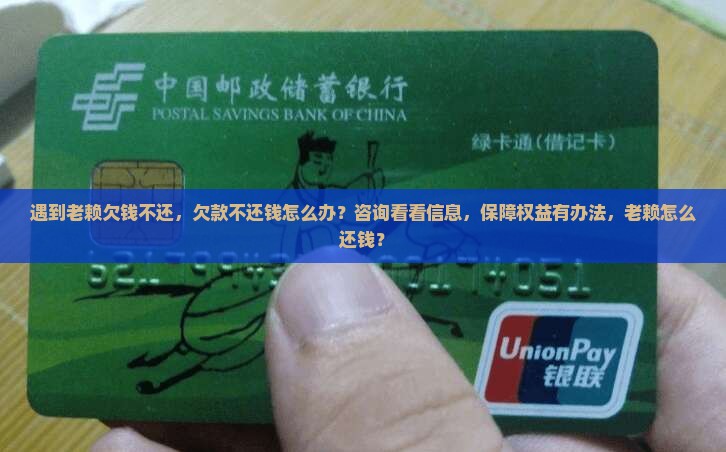 中国邮政储蓄银行
POSTAL SAVINGS BANK OF CHINA
绿卡通(借记卡)
遇到老赖欠钱不还，欠款不还钱怎么办？咨询看看信息，保障权益有办法，老赖怎么
还钱？
UnionPay
银联